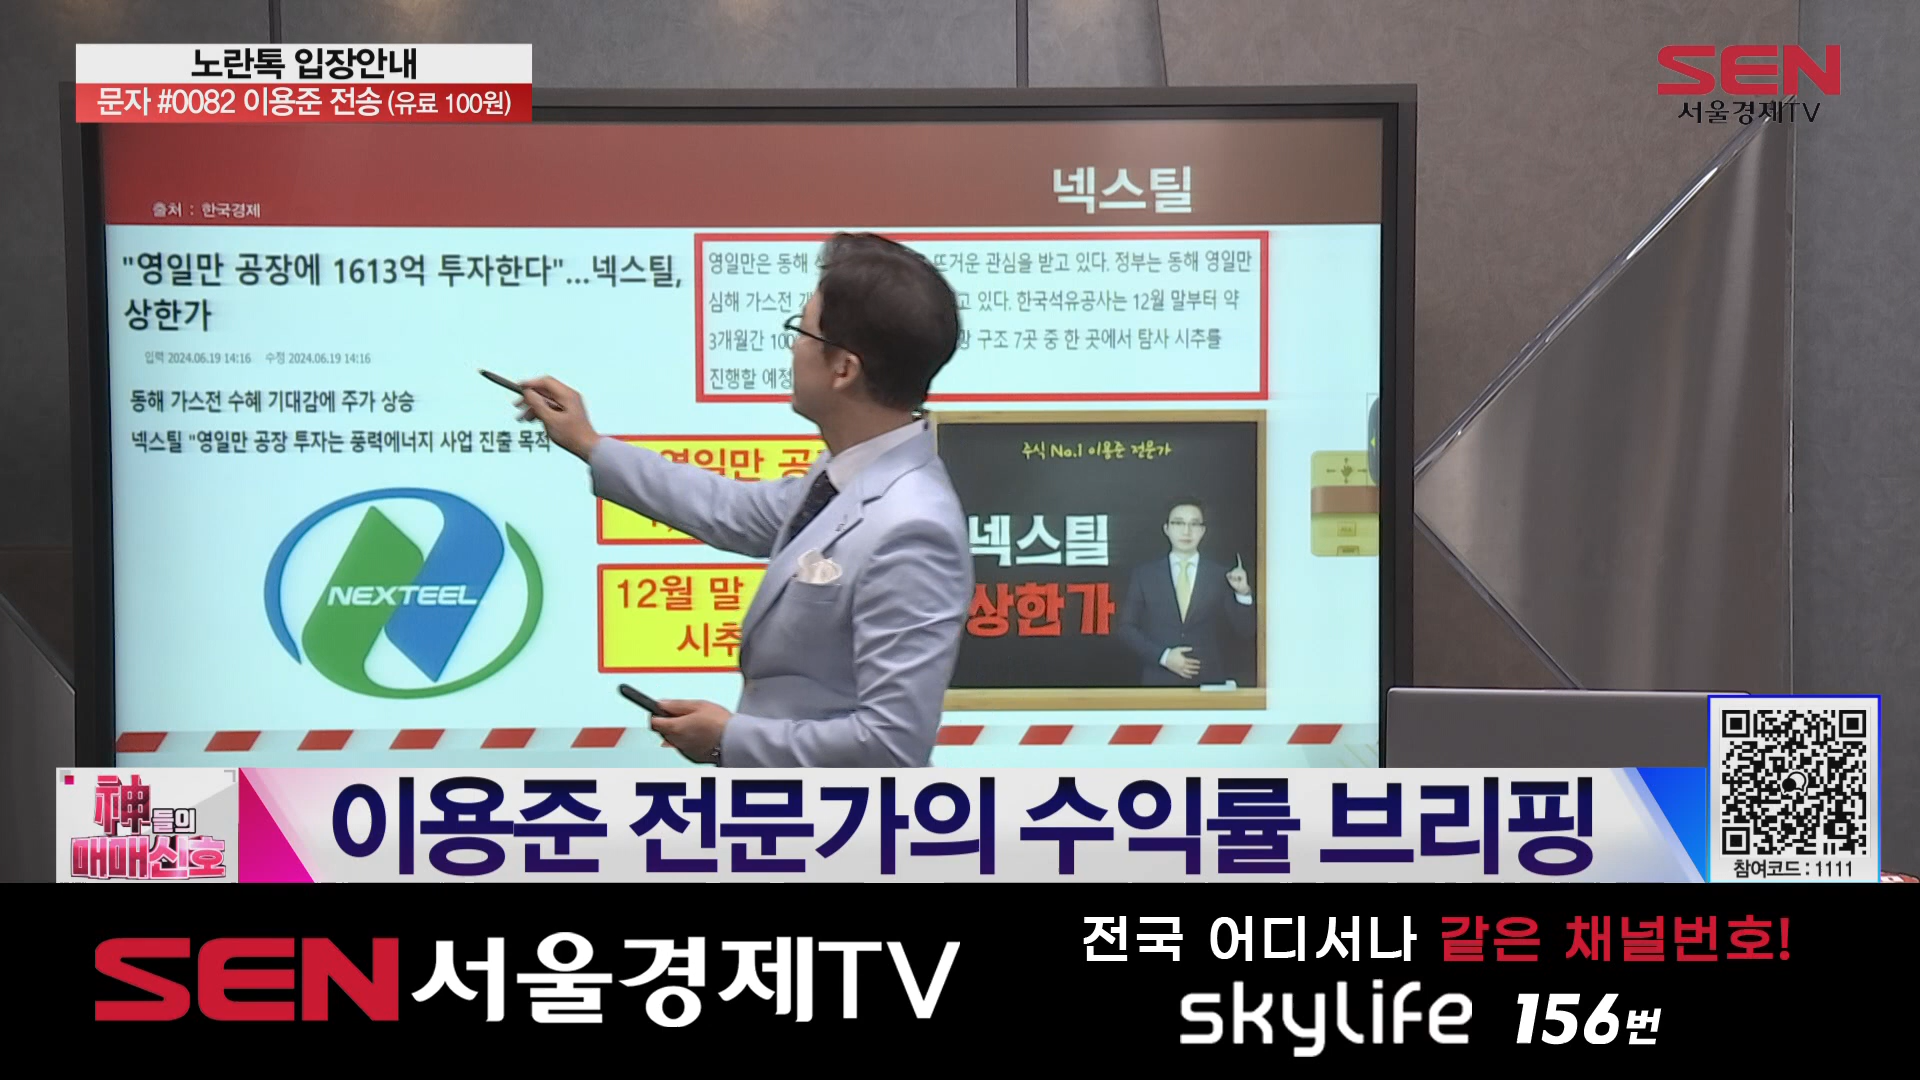 노란톡 입장안내
문자 #0082 이용준 전송 (유료 100원)
SEN
서울경제TV
넥스틸
출처 : 한국경제
"영일만 공장에 1613억 투자한다"...넥스틸,
상한가
입력 2024.06.19 14:16 수정 2024.06.19 14:16
동해 가스전 수혜 기대감에 주가 상승
넥스틸 "영일만 공장 투자는 풍력에너지 사업 진출 목적
영일만은 동해 뜨거운 관심을 받고 있다. 정부는 동해 영일만
심해 가스전 있다. 한국석유공사는 12월 말부터 약
3개월간 구조 7곳 중 한 곳에서 탐사 시추를
진행할
영일만
12월 말
NEXTEEL
주식 No.1 이용준 전문가
넥스틸
상한가
神들의
매매신호
이용준 전문가의 수익률 브리핑
참여코드 : 1111
SEN 서울경제TV
전국 어디서나 같은 채널번호!
skylife 156번